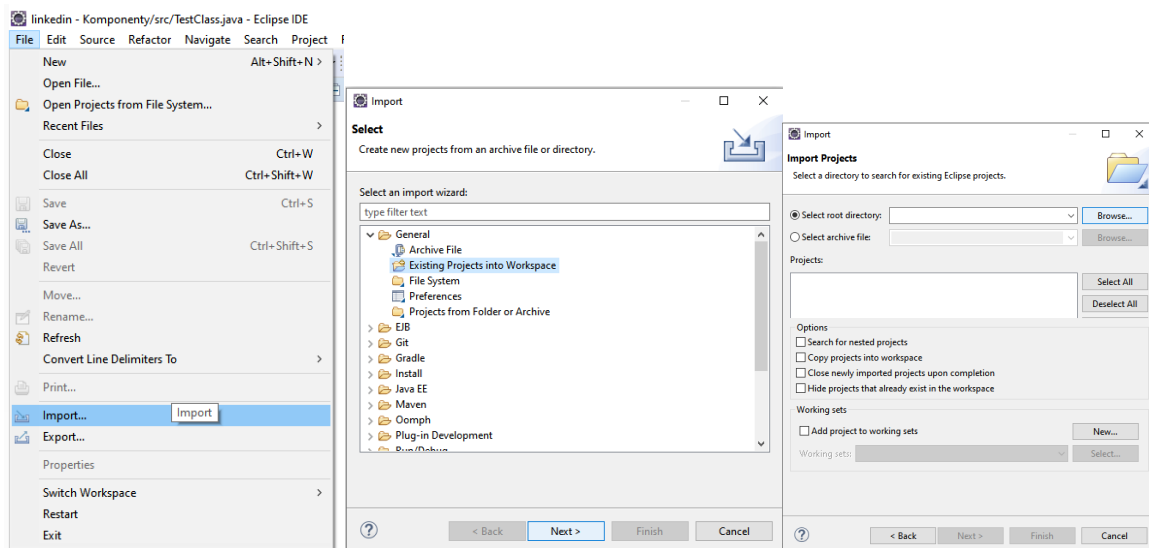 linkedin - Komponenty/src/TestClass.java - Eclipse IDE
File Edit Source Refactor Navigate Search Project
New Alt+Shift+N >
Open File...
Open Projects from File System...
Recent Files >
Close Ctrl+W
Close All Ctrl+Shift+W
Save Ctrl+S
Save As...
Save All Ctrl+Shift+S
Revert
Move...
Rename...
Refresh
Convert Line Delimiters To >
Print...
Import... Import
Export...
Properties
Switch Workspace >
Restart
Exit
Import
Select
Create new projects from an archive file or directory.
Select an import wizard:
type filter text
General
Archive File
Existing Projects into Workspace
File System
Preferences
Projects from Folder or Archive
EJB
Git
Gradle
Install
Java EE
Maven
Oomph
Plug-in Development
Run/Debug
< Back Next > Finish Cancel
Import
Import Projects
Select a directory to search for existing Eclipse projects.
Select root directory: Browse...
Select archive file: Browse...
Projects:
Select All
Deselect All
Options
Search for nested projects
Copy projects into workspace
Close newly imported projects upon completion
Hide projects that already exist in the workspace
Working sets
Add project to working sets New...
Working sets: Select...
< Back Next > Finish Cancel